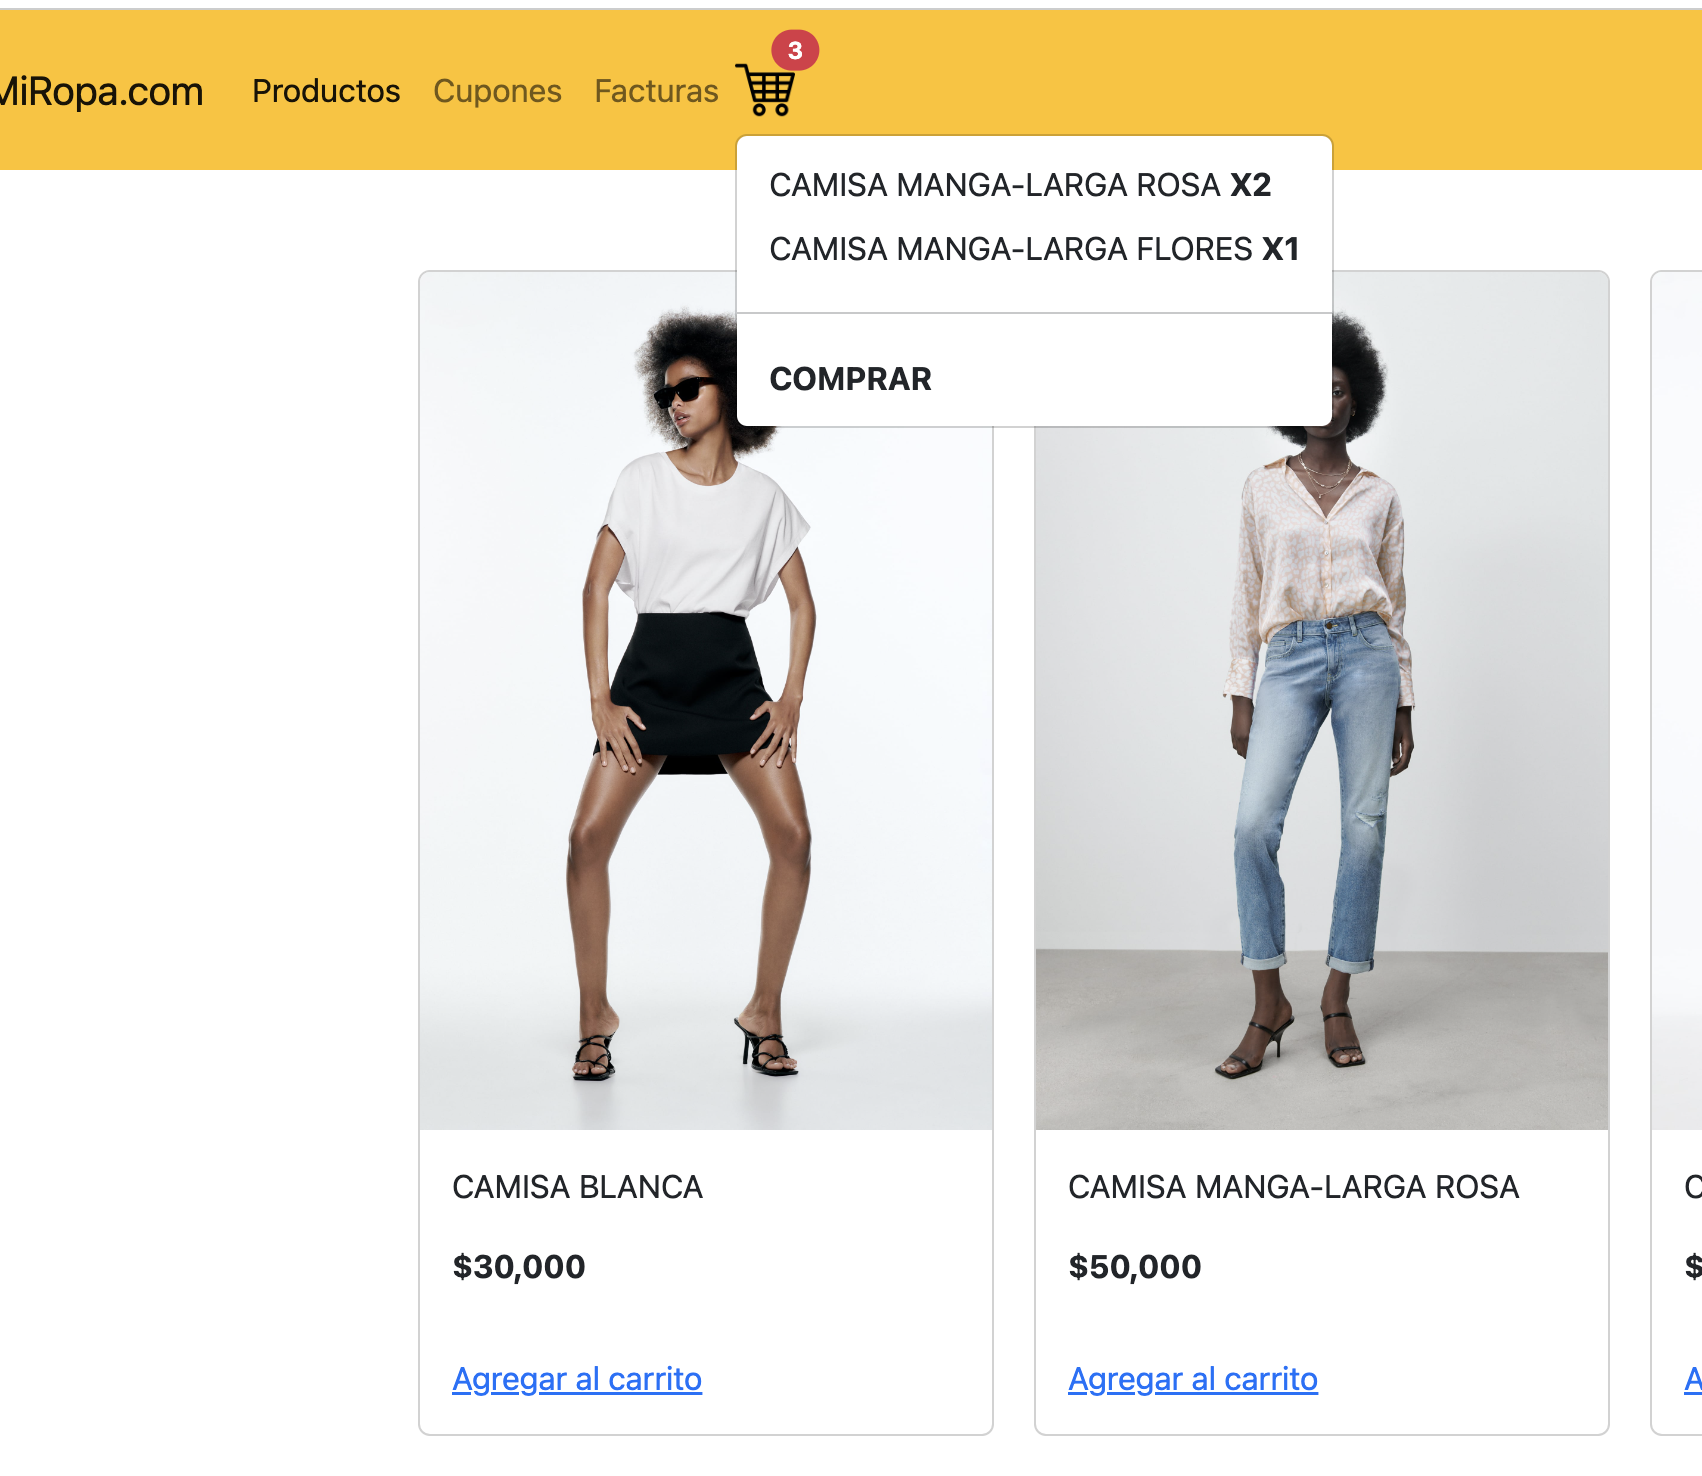 MiRopa.com Productos Cupones Facturas 3
CAMISA MANGA-LARGA ROSA X2
CAMISA MANGA-LARGA FLORES X1
COMPRAR
CAMISA BLANCA
$30,000
Agregar al carrito
CAMISA MANGA-LARGA ROSA
$50,000
Agregar al carrito